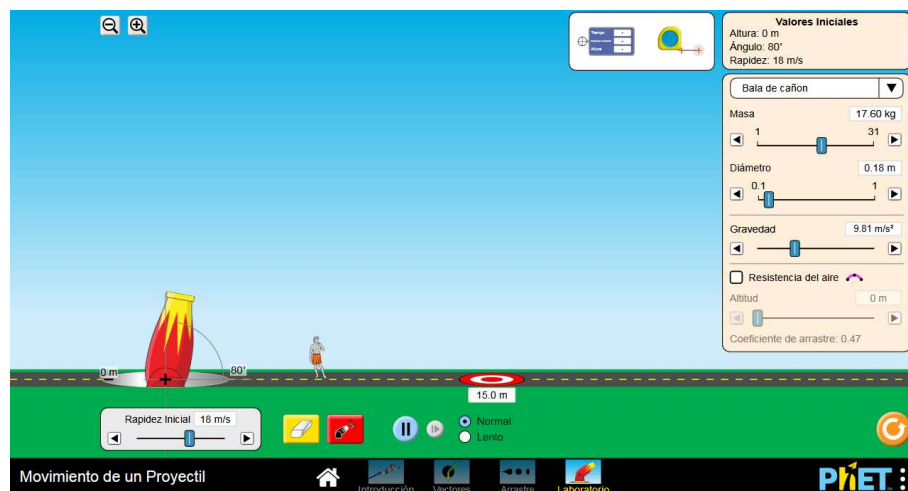 Valores Iniciales
Altura: 0 m
Ángulo: 80°
Rapidez: 18 m/s
Tiempo
Altura
Bala de cañon
Masa
17.60 kg
1
31
Diámetro
0.18 m
0.1
1
Gravedad
9.81 m/s²
Resistencia del aire
Altitud
0 m
Coeficiente de arrastre: 0.47
0 m
80°
15.0 m
Rapidez Inicial 18 m/s
Normal
Lento
Movimiento de un Proyectil
Introducción
Vectores
Arrastre
Laboratorio
PhET